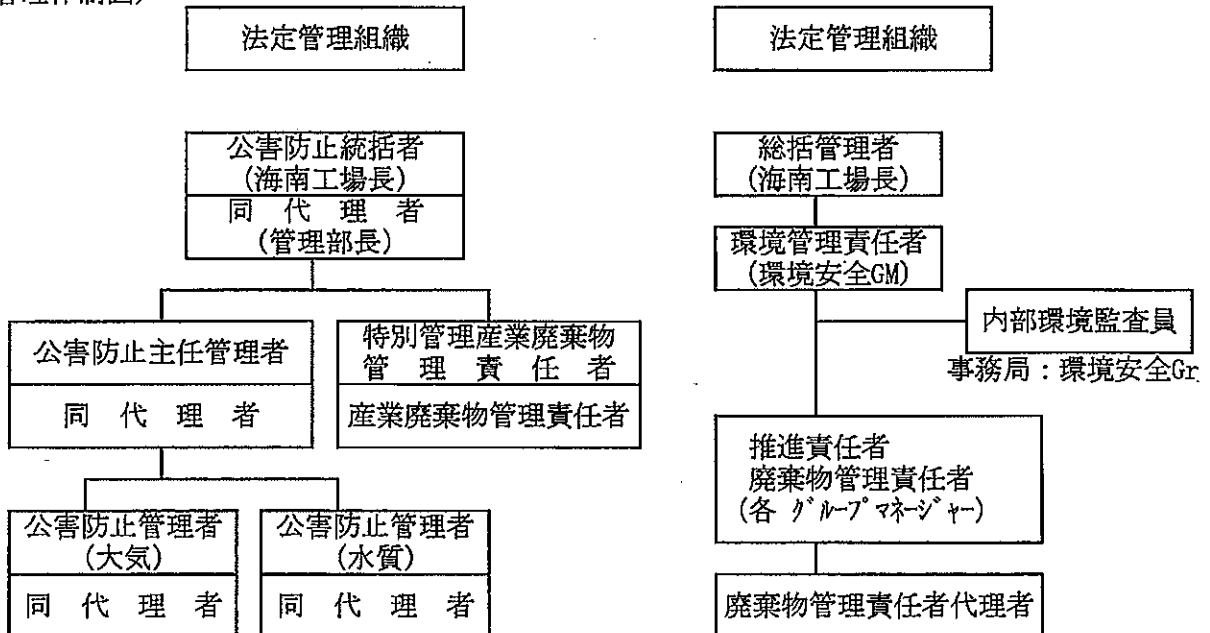 管理体制図)
法定管理組織
公害防止統括者
(海南工場長)
同 代 理 者
(管理部長)
公害防止主任管理者
同 代 理 者
特別管理産業廃棄物
管 理 責 任 者
産業廃棄物管理責任者
公害防止管理者
(大気)
同 代 理 者
公害防止管理者
(水質)
同 代 理 者
法定管理組織
総括管理者
(海南工場長)
環境管理責任者
(環境安全GM)
内部環境監査員
事務局:環境安全Gr
推進責任者
廃棄物管理責任者
(各 グループマネージャー)
廃棄物管理責任者代理者